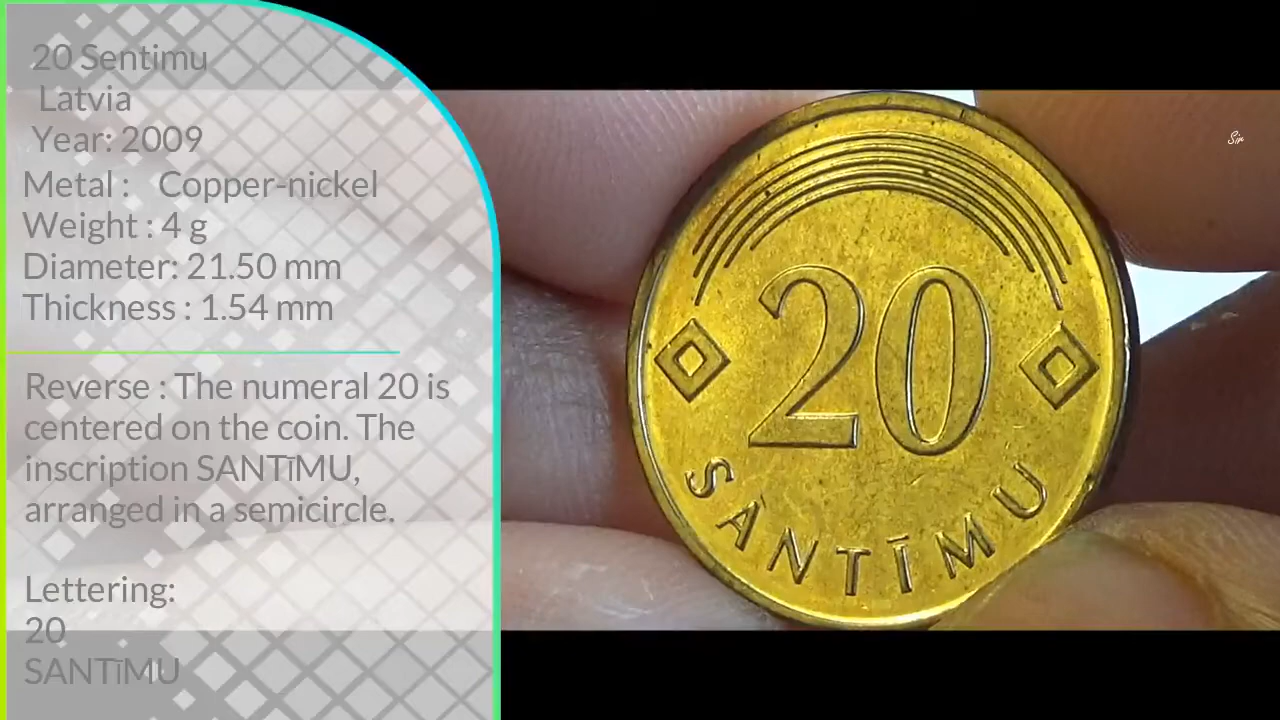 20 Sentimu
Latvia
Year: 2009
Metal : Copper-nickel
Weight : 4 g
Diameter: 21.50 mm
Thickness : 1.54 mm
Reverse : The numeral 20 is
centered on the coin. The
inscription SANTīMU,
arranged in a semicircle.
Lettering:
20
SANTīMU
20
SANTĪMU
Sir